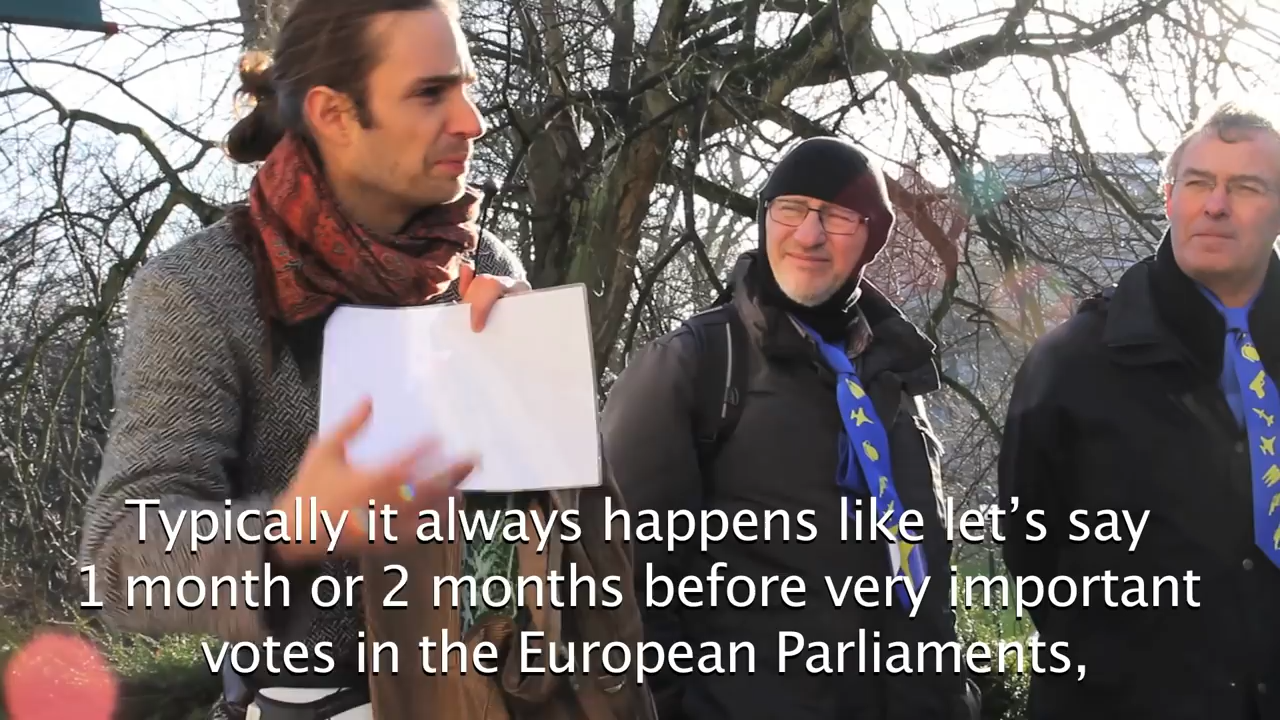 Typically it always happens like let’s say
1 month or 2 months before very important
votes in the European Parliaments,